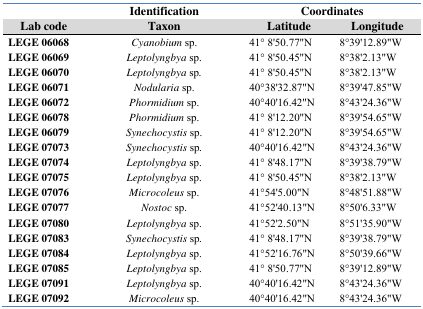 Identification Coordinates
Lab code Taxon Latitude Longitude
LEGE 06068 Cyanobium sp. 41° 8'50.77"N 8°39'12.89"W
LEGE 06069 Leptolyngbya sp. 41° 8'50.45"N 8°38'2.13"W
LEGE 06070 Leptolyngbya sp. 41° 8'50.45"N 8°38'2.13"W
LEGE 06071 Nodularia sp. 40°38'32.87"N 8°39'47.85"W
LEGE 06072 Phormidium sp. 40°40'16.42"N 8°43'24.36"W
LEGE 06078 Phormidium sp. 41° 8'12.20"N 8°39'54.65"W
LEGE 06079 Synechocystis sp. 41° 8'12.20"N 8°39'54.65"W
LEGE 07073 Synechocystis sp. 40°40'16.42"N 8°43'24.36"W
LEGE 07074 Leptolyngbya sp. 41° 8'48.17"N 8°39'38.79"W
LEGE 07075 Leptolyngbya sp. 41° 8'50.45"N 8°38'2.13"W
LEGE 07076 Microcoleus sp. 41°54'5.00"N 8°48'51.88"W
LEGE 07077 Nostoc sp. 41°52'40.13"N 8°50'6.33"W
LEGE 07080 Leptolyngbya sp. 41°52'2.50"N 8°51'35.90"W
LEGE 07083 Synechocystis sp. 41° 8'48.17"N 8°39'38.79"W
LEGE 07084 Leptolyngbya sp. 41°52'16.76"N 8°50'39.66"W
LEGE 07085 Leptolyngbya sp. 41° 8'50.77"N 8°39'12.89"W
LEGE 07091 Leptolyngbya sp. 40°40'16.42"N 8°43'24.36"W
LEGE 07092 Microcoleus sp. 40°40'16.42"N 8°43'24.36"W